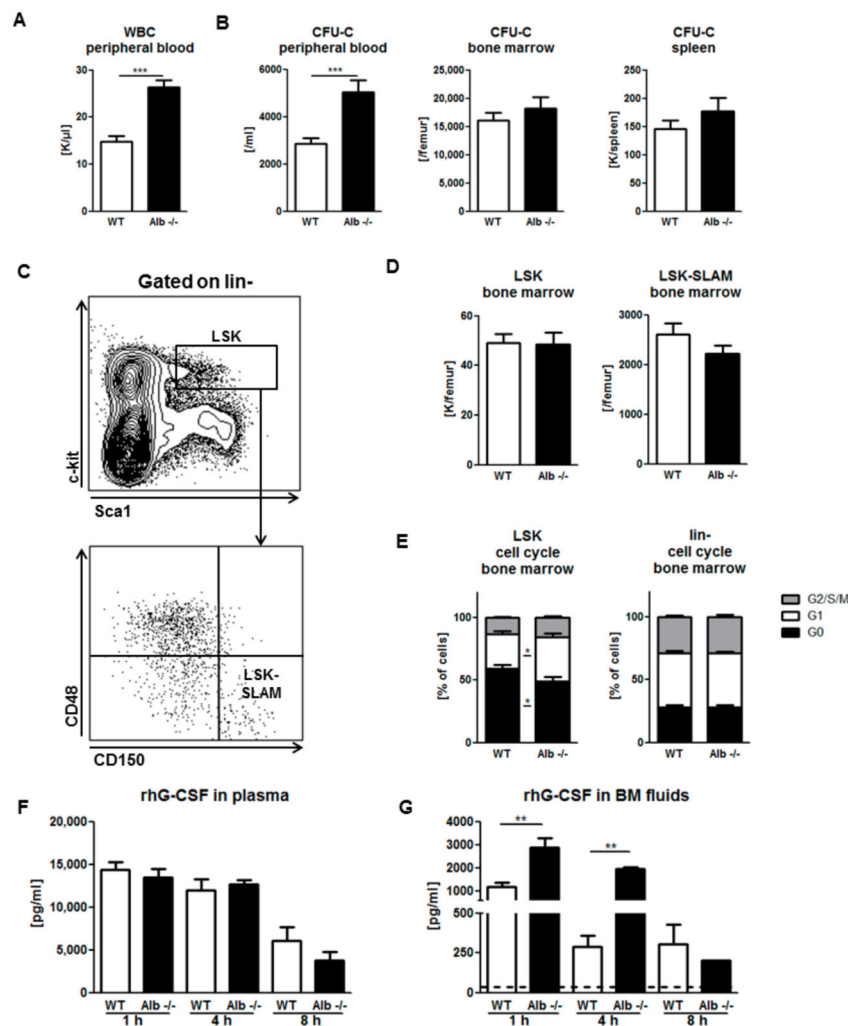 A
WBC
peripheral blood
[K/µl]
30
20
10
0
***
WT
Alb -/-
B
CFU-C
peripheral blood
[/ml]
6000
4000
2000
0
***
WT
Alb -/-
CFU-C
bone marrow
[/femur]
20,000
15,000
10,000
5,000
0
WT
Alb -/-
CFU-C
spleen
[K/spleen]
250
200
150
100
50
0
WT
Alb -/-
C
Gated on lin-
LSK
c-kit
Sca1
CD48
LSK-
SLAM
CD150
D
LSK
bone marrow
[K/femur]
60
40
20
0
WT
Alb -/-
LSK-SLAM
bone marrow
[/femur]
3000
2000
1000
0
WT
Alb -/-
E
LSK
cell cycle
bone marrow
[% of cells]
100
50
0
*
*
WT
Alb -/-
lin-
cell cycle
bone marrow
[% of cells]
100
50
0
WT
Alb -/-
G2/S/M
G1
G0
F
rhG-CSF in plasma
[pg/ml]
15,000
10,000
5,000
0
WT Alb -/- WT Alb -/- WT Alb -/-
1 h 4 h 8 h
G
rhG-CSF in BM fluids
[pg/ml]
4000
3000
2000
1000
500
250
0
**
**
WT Alb -/- WT Alb -/- WT Alb -/-
1 h 4 h 8 h